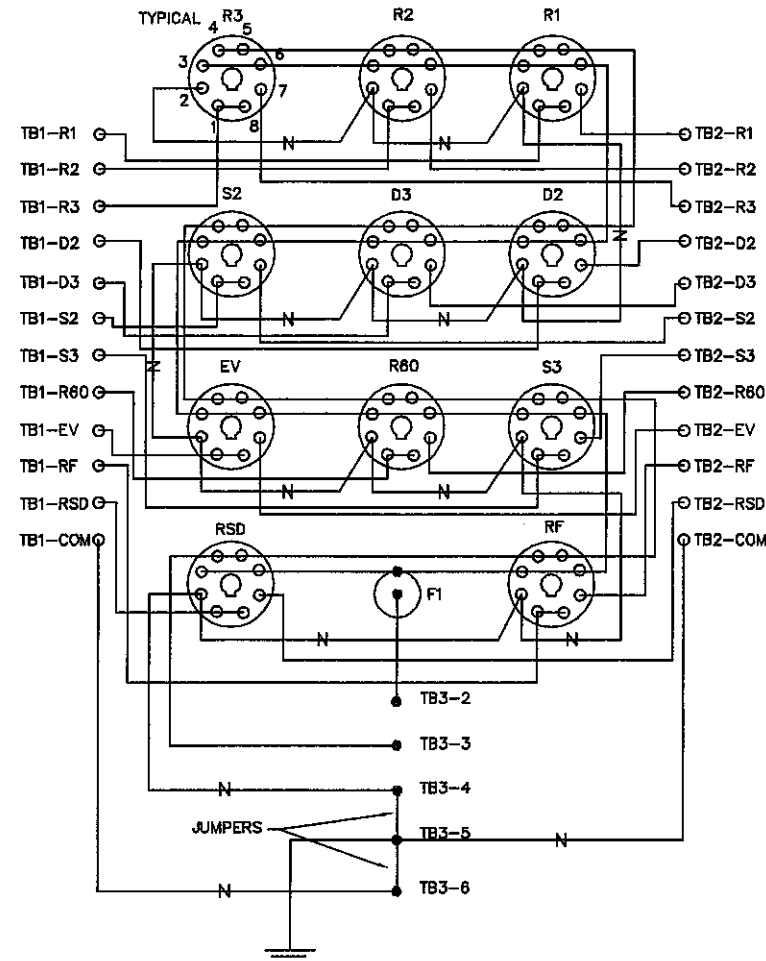 TYPICAL R3 R2 R1
4 5
3 6
2 7
1 8
N N
TB1-R1 TB2-R1
TB1-R2 TB2-R2
S2 D3 D2
TB1-R3 TB2-R3
N
TB1-D2 TB2-D2
TB1-D3 TB2-D3
TB1-S2 N N TB2-S2
TB1-S3 TB2-S3
N
EV R60 S3
TB1-R60 TB2-R60
TB1-EV TB2-EV
TB1-RF TB2-RF
N N
TB1-RSD TB2-RSD
TB1-COM TB2-COM
RSD RF
F1
N N
TB3-2
TB3-3
N TB3-4
JUMPERS
TB3-5 N
N TB3-6